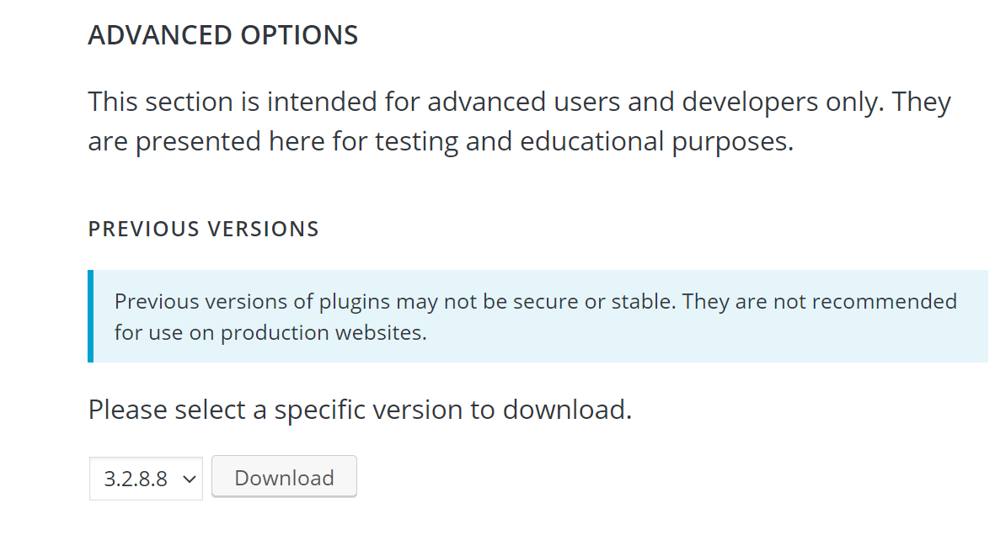 ADVANCED OPTIONS
This section is intended for advanced users and developers only. They
are presented here for testing and educational purposes.
PREVIOUS VERSIONS
Previous versions of plugins may not be secure or stable. They are not recommended
for use on production websites.
Please select a specific version to download.
3.2.8.8 Download